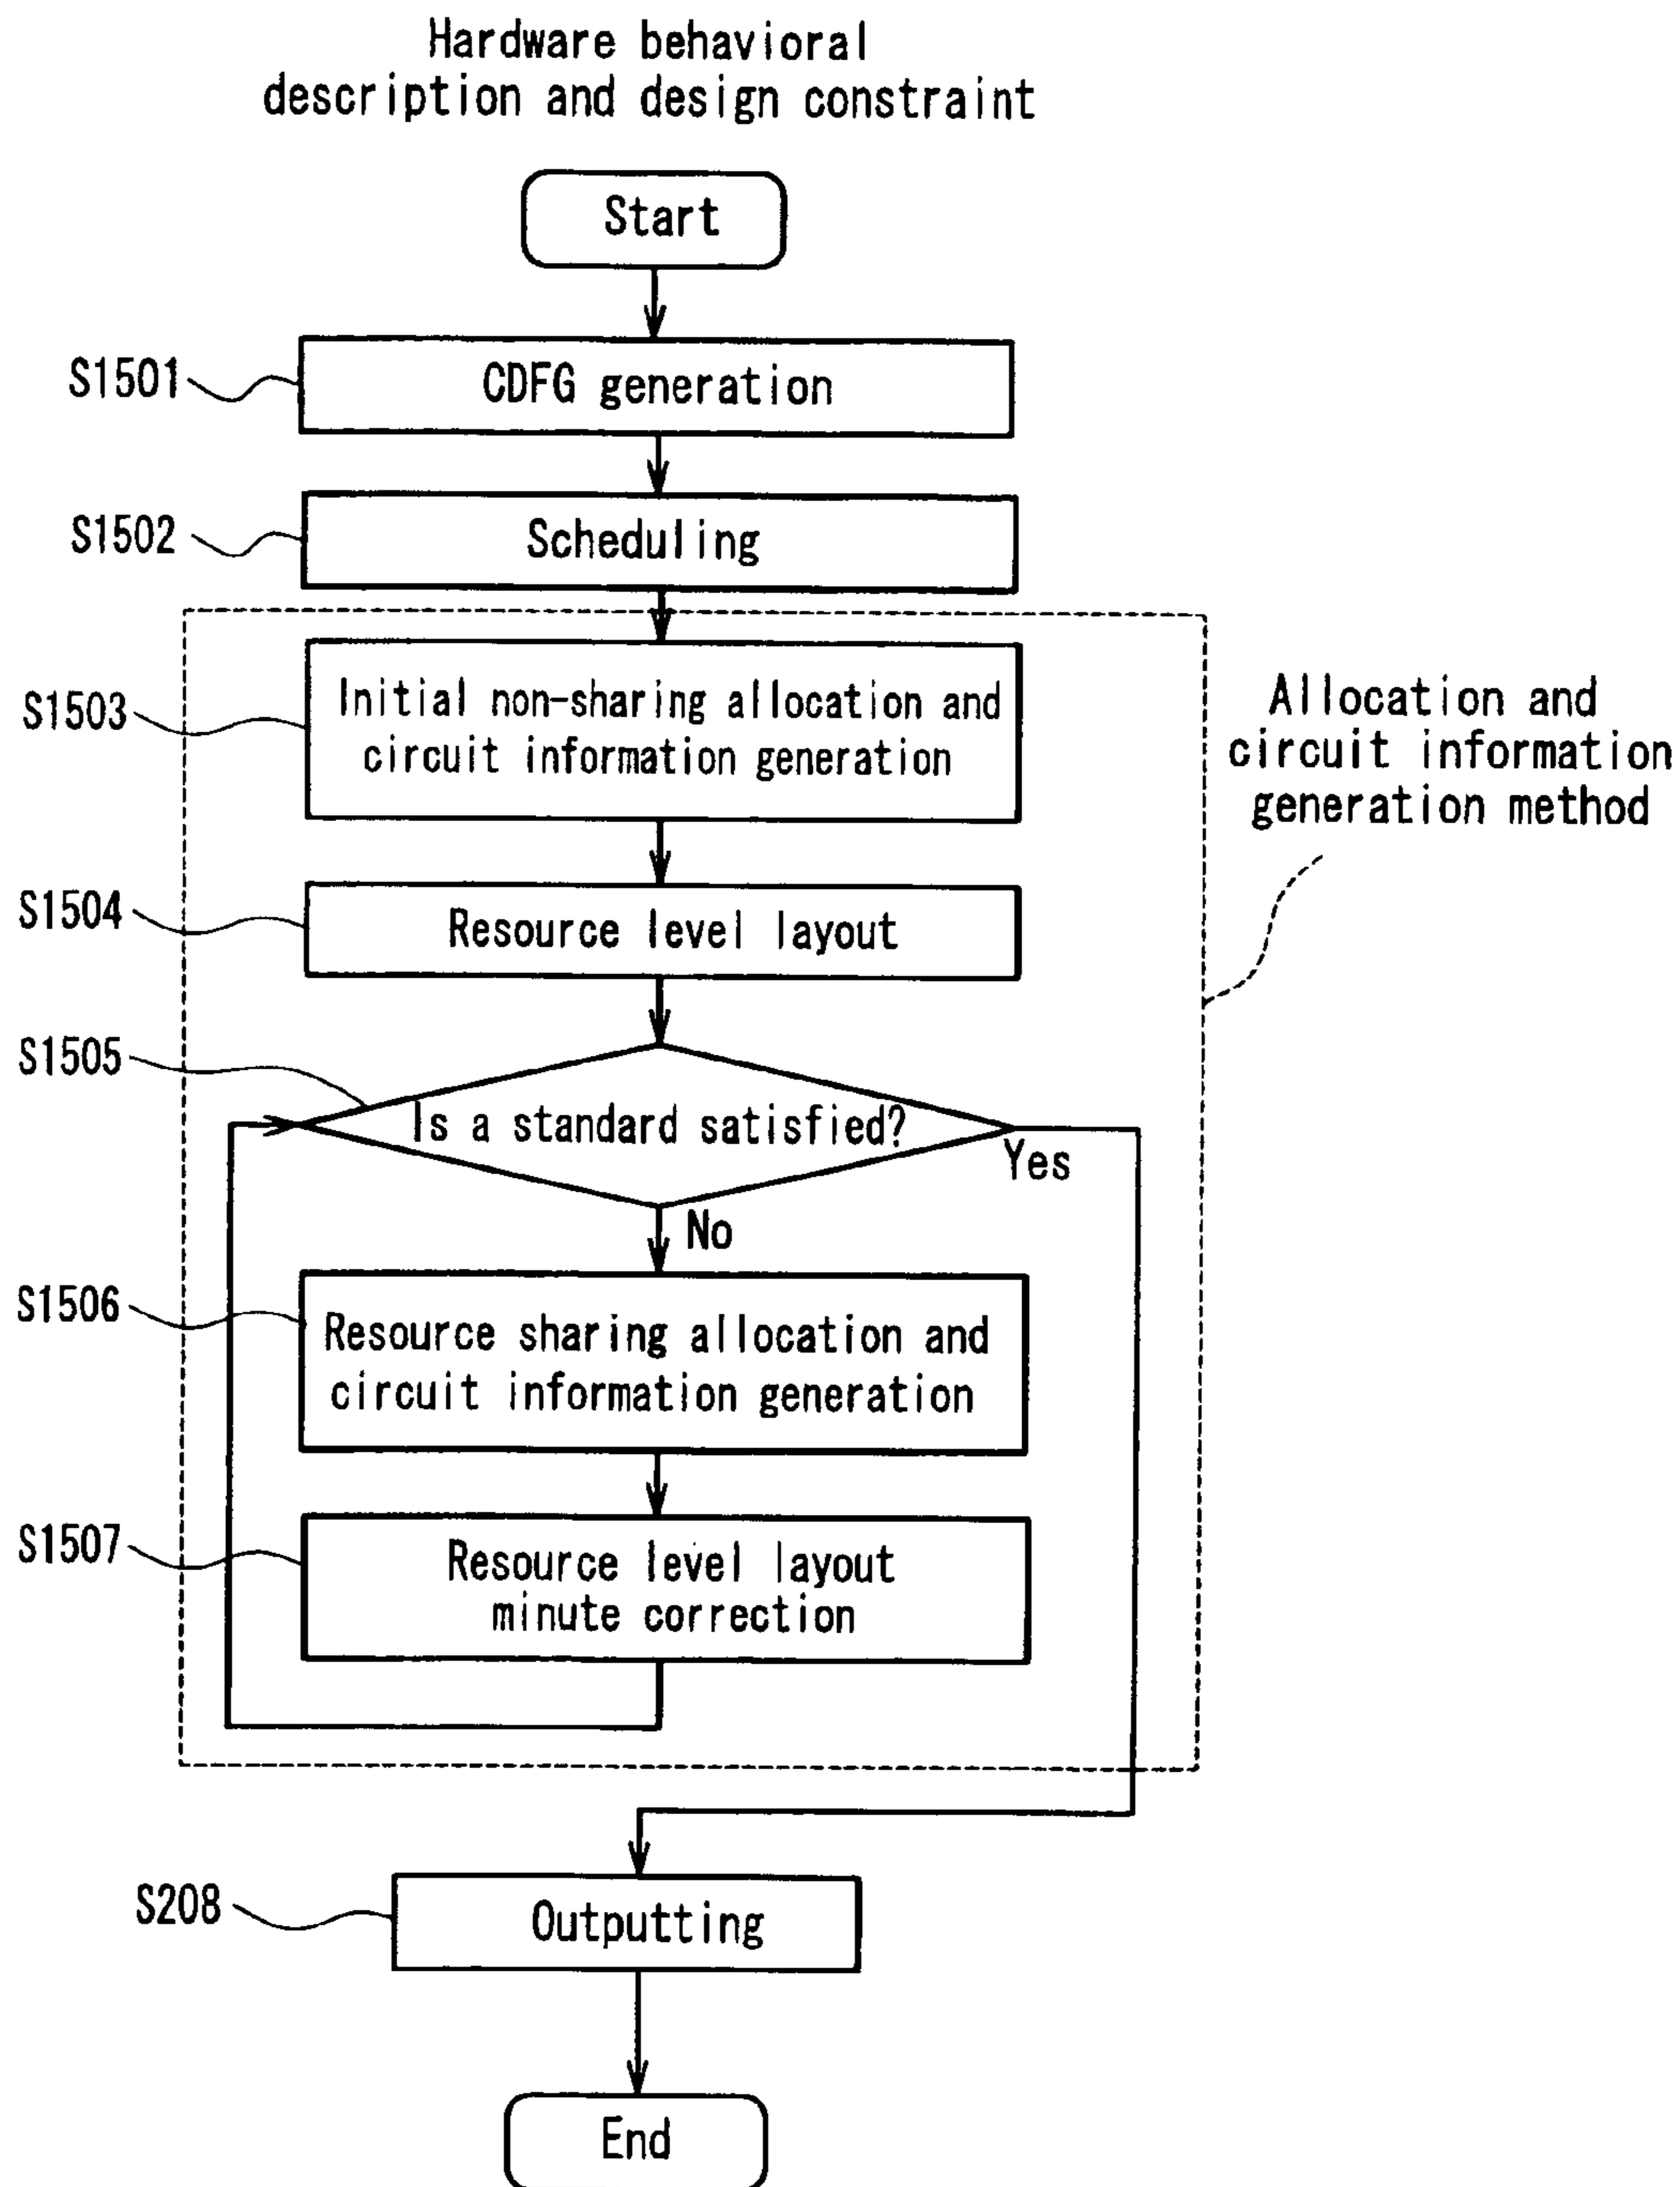 Hardware behavioral
description and design constraint
Start
S1501
CDFG generation
S1502
Scheduling
S1503
Initial non-sharing allocation and
circuit information generation
Allocation and
circuit information
generation method
S1504
Resource level layout
S1505
Is a standard satisfied?
Yes
No
S1506
Resource sharing allocation and
circuit information generation
S1507
Resource level layout
minute correction
S208
Outputting
End